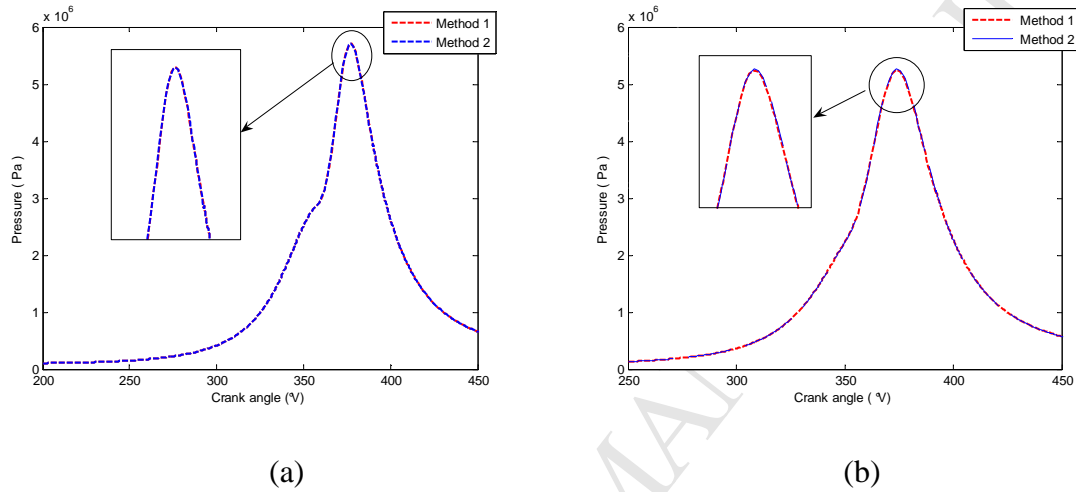 x 10^6
6
5
4
3
2
1
0
Pressure ( Pa )
200
250
300
350
400
450
Crank angle (°V)
Method 1
Method 2
(a)
x 10^6
6
5
4
3
2
1
0
Pressure ( Pa )
250
300
350
400
450
Crank angle ( °V)
Method 1
Method 2
(b)
MAN